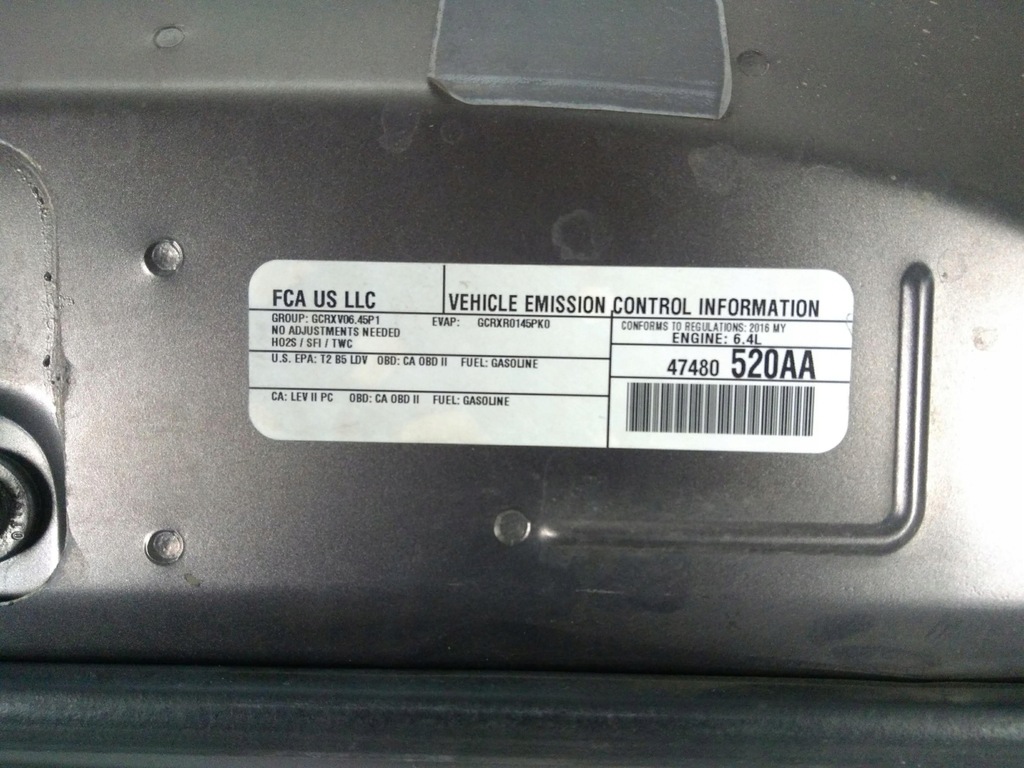 FCA US LLC
VEHICLE EMISSION CONTROL INFORMATION
GROUP: GCRXV06.45P1 EVAP: GCRXR0145PK0
NO ADJUSTMENTS NEEDED
HO2S / SFI / TWC
U.S. EPA: T2 B5 LDV OBD: CA OBD II FUEL: GASOLINE
CA: LEV II PC OBD: CA OBD II FUEL: GASOLINE
CONFORMS TO REGULATIONS: 2016 MY
ENGINE: 6.4L
47480 520AA